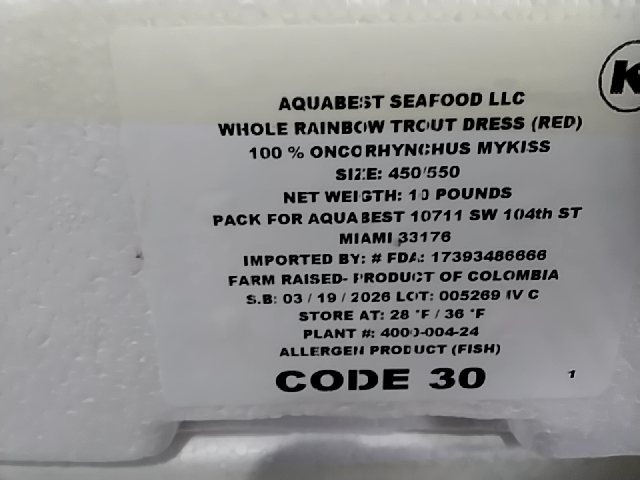 K
AQUABEST SEAFOOD LLC
WHOLE RAINBOW TROUT DRESS (RED)
100 % ONCORHYNCHUS MYKISS
SIZE: 450/550
NET WEIGTH: 10 POUNDS
PACK FOR AQUABEST 10711 SW 104th ST
MIAMI 33176
IMPORTED BY: # FDA: 17393486666
FARM RAISED- PRODUCT OF COLOMBIA
S.B: 03 / 19 / 2026 LOT: 005269 IV C
STORE AT: 28 °F / 36 °F
PLANT #: 4000-004-24
ALLERGEN PRODUCT (FISH)
CODE 30 1